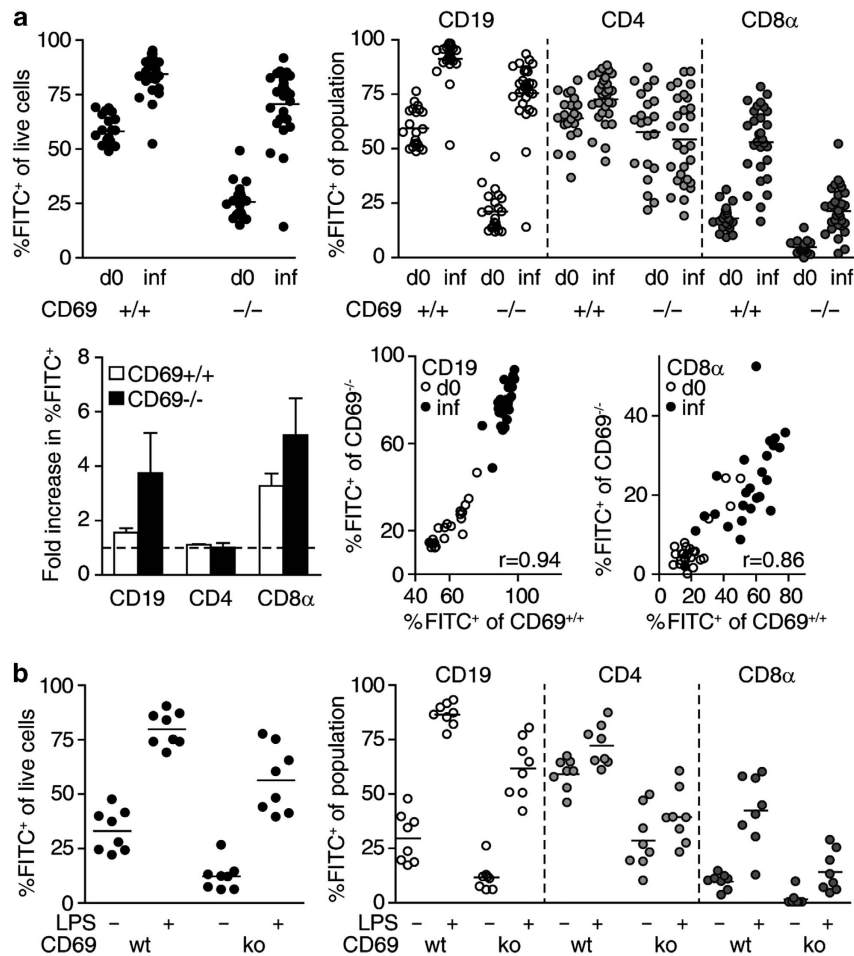 a
CD19 CD4 CD8α
%FITC⁺ of live cells
100
75
50
25
0
d0 inf d0 inf
CD69 +/+ −/−
%FITC⁺ of population
100
75
50
25
0
d0 inf d0 inf d0 inf d0 inf d0 inf d0 inf
CD69 +/+ −/− +/+ −/− +/+ −/−
Fold increase in %FITC⁺
8
6
4
2
0
CD69+/+
CD69-/-
CD19 CD4 CD8α
%FITC⁺ of CD69⁻/⁻
100
60
20
0
CD19
d0
inf
r=0.94
40 60 100
%FITC⁺ of CD69⁺/⁺
%FITC⁺ of CD69⁻/⁻
40
20
0
CD8α
d0
inf
r=0.86
0 20 40 60 80
%FITC⁺ of CD69⁺/⁺
b
CD19 CD4 CD8α
%FITC⁺ of live cells
100
75
50
25
0
LPS − + − +
CD69 wt ko
%FITC⁺ of population
100
75
50
25
0
LPS − + − + − + − + − + − +
CD69 wt ko wt ko wt ko